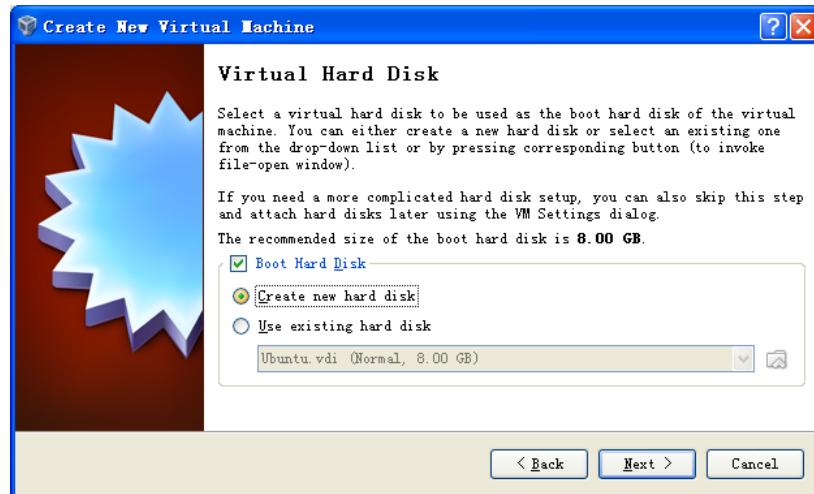 Create New Virtual Machine
Virtual Hard Disk
Select a virtual hard disk to be used as the boot hard disk of the virtual
machine. You can either create a new hard disk or select an existing one
from the drop-down list or by pressing corresponding button (to invoke
file-open window).
If you need a more complicated hard disk setup, you can also skip this step
and attach hard disks later using the VM Settings dialog.
The recommended size of the boot hard disk is 8.00 GB.
Boot Hard Disk
Create new hard disk
Use existing hard disk
Ubuntu.vdi (Normal, 8.00 GB)
< Back Next > Cancel